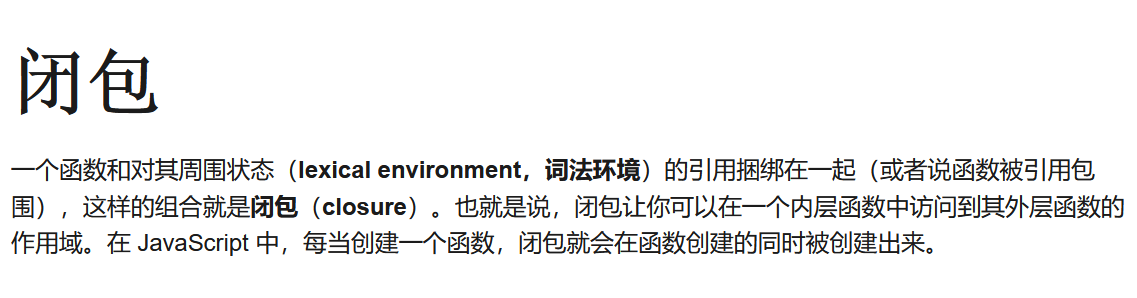 闭包
一个函数和对其周围状态（lexical environment，词法环境）的引用捆绑在一起（或者说函数被引用包
围），这样的组合就是闭包（closure）。也就是说，闭包让你可以在一个内层函数中访问到其外层函数的
作用域。在 JavaScript 中，每当创建一个函数，闭包就会在函数创建的同时被创建出来。